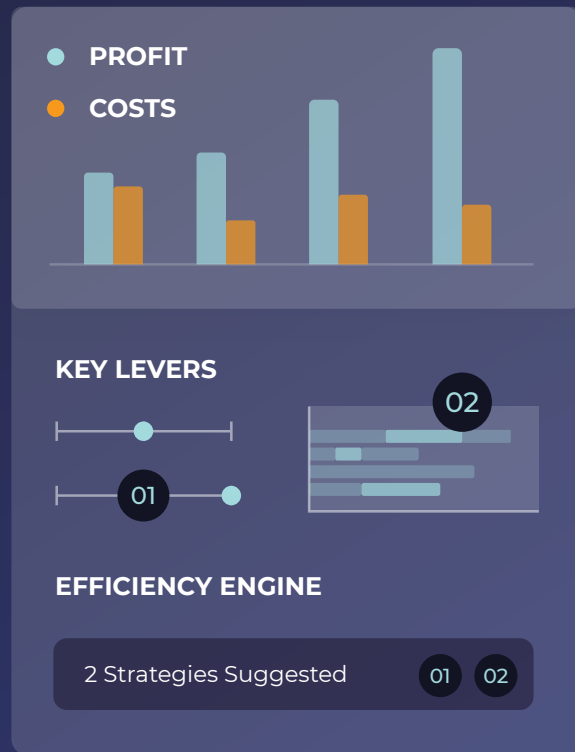 PROFIT
COSTS
KEY LEVERS
02
01
EFFICIENCY ENGINE
2 Strategies Suggested 01 02